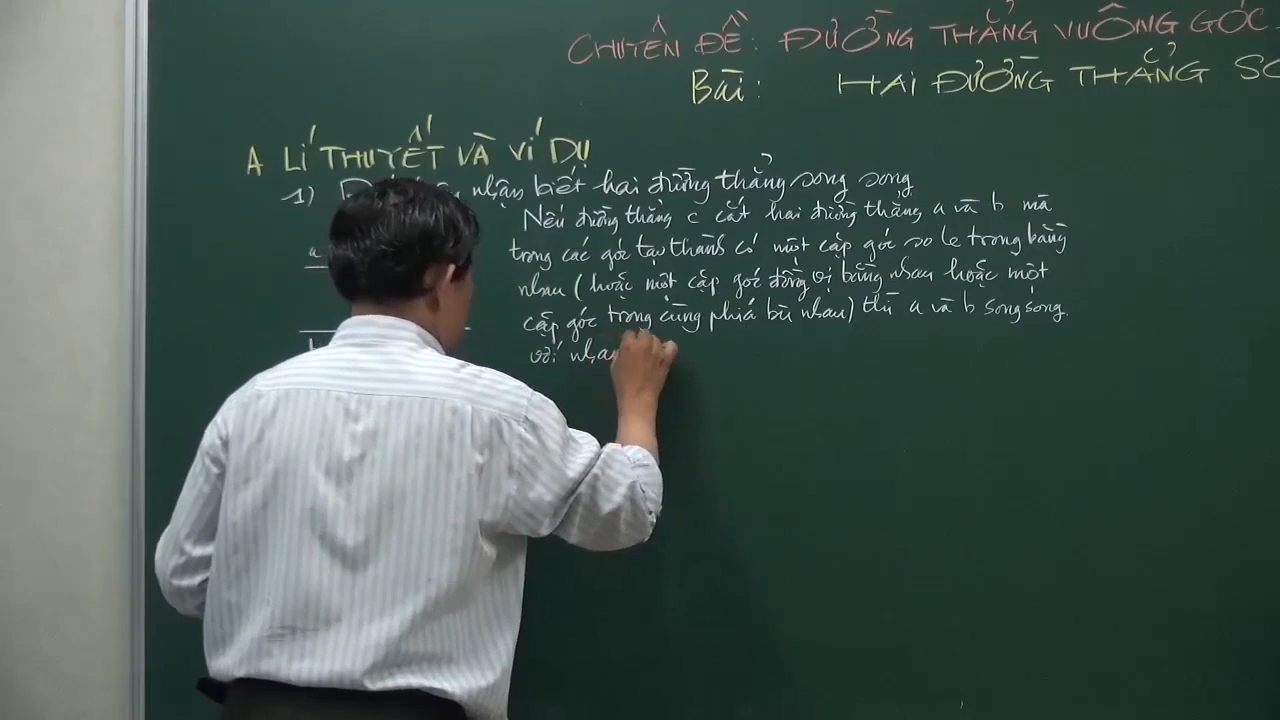 CHUYÊN ĐỀ: ĐƯỜNG THẲNG VUÔNG GÓC.
Bài: HAI ĐƯỜNG THẲNG SO
A LÍ THUYẾT VÀ VÍ DỤ
1) nhận biết hai đường thẳng song song
Nếu đường thẳng c cắt hai đường thẳng a và b mà
trong các góc tạo thành có một cặp góc so le trong bằng
nhau (hoặc một cặp góc đồng vị bằng nhau hoặc một
cặp góc trong cùng phía bù nhau) thì a và b song song.
với nhau
a
b